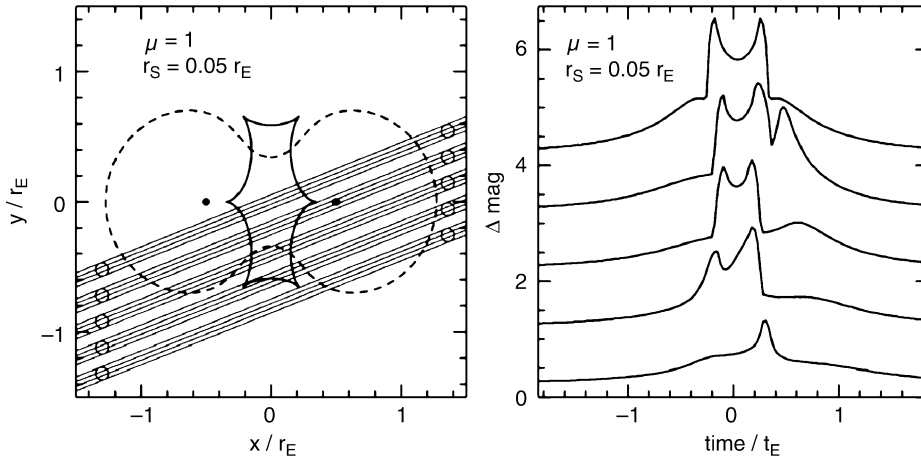 μ = 1
r_S = 0.05 r_E
1
0
−1
y / r_E
−1
0
1
x / r_E
μ = 1
r_S = 0.05 r_E
6
4
2
0
Δ mag
−1
0
1
time / t_E